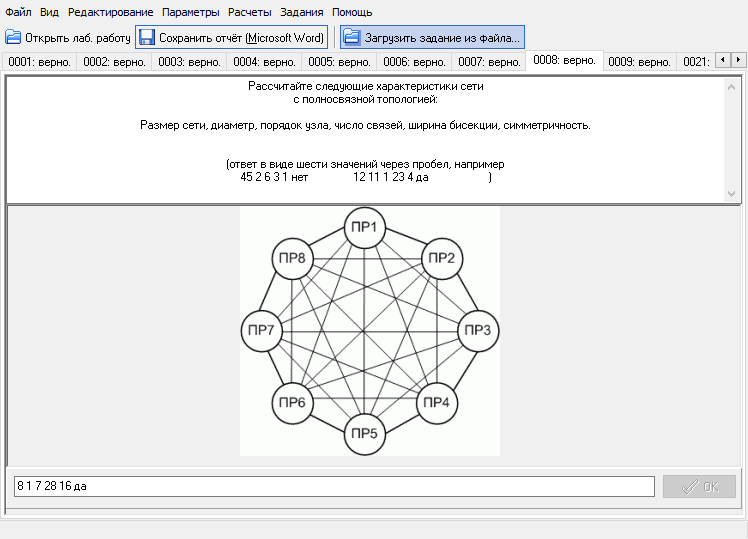 Файл Вид Редактирование Параметры Расчеты Задания Помощь
Открыть лаб. работу Сохранить отчёт (Microsoft Word) Загрузить задание из файла...
0001: верно. 0002: верно. 0003: верно. 0004: верно. 0005: верно. 0006: верно. 0007: верно. 0008: верно. 0009: верно. 0021:
Рассчитайте следующие характеристики сети
с полносвязной топологией:
Размер сети, диаметр, порядок узла, число связей, ширина бисекции, симметричность.
(ответ в виде шести значений через пробел, например
45 2 6 3 1 нет 12 11 1 23 4 да )
ПР1
ПР8 ПР2
ПР7 ПР3
ПР6 ПР4
ПР5
8 1 7 28 16 да OK